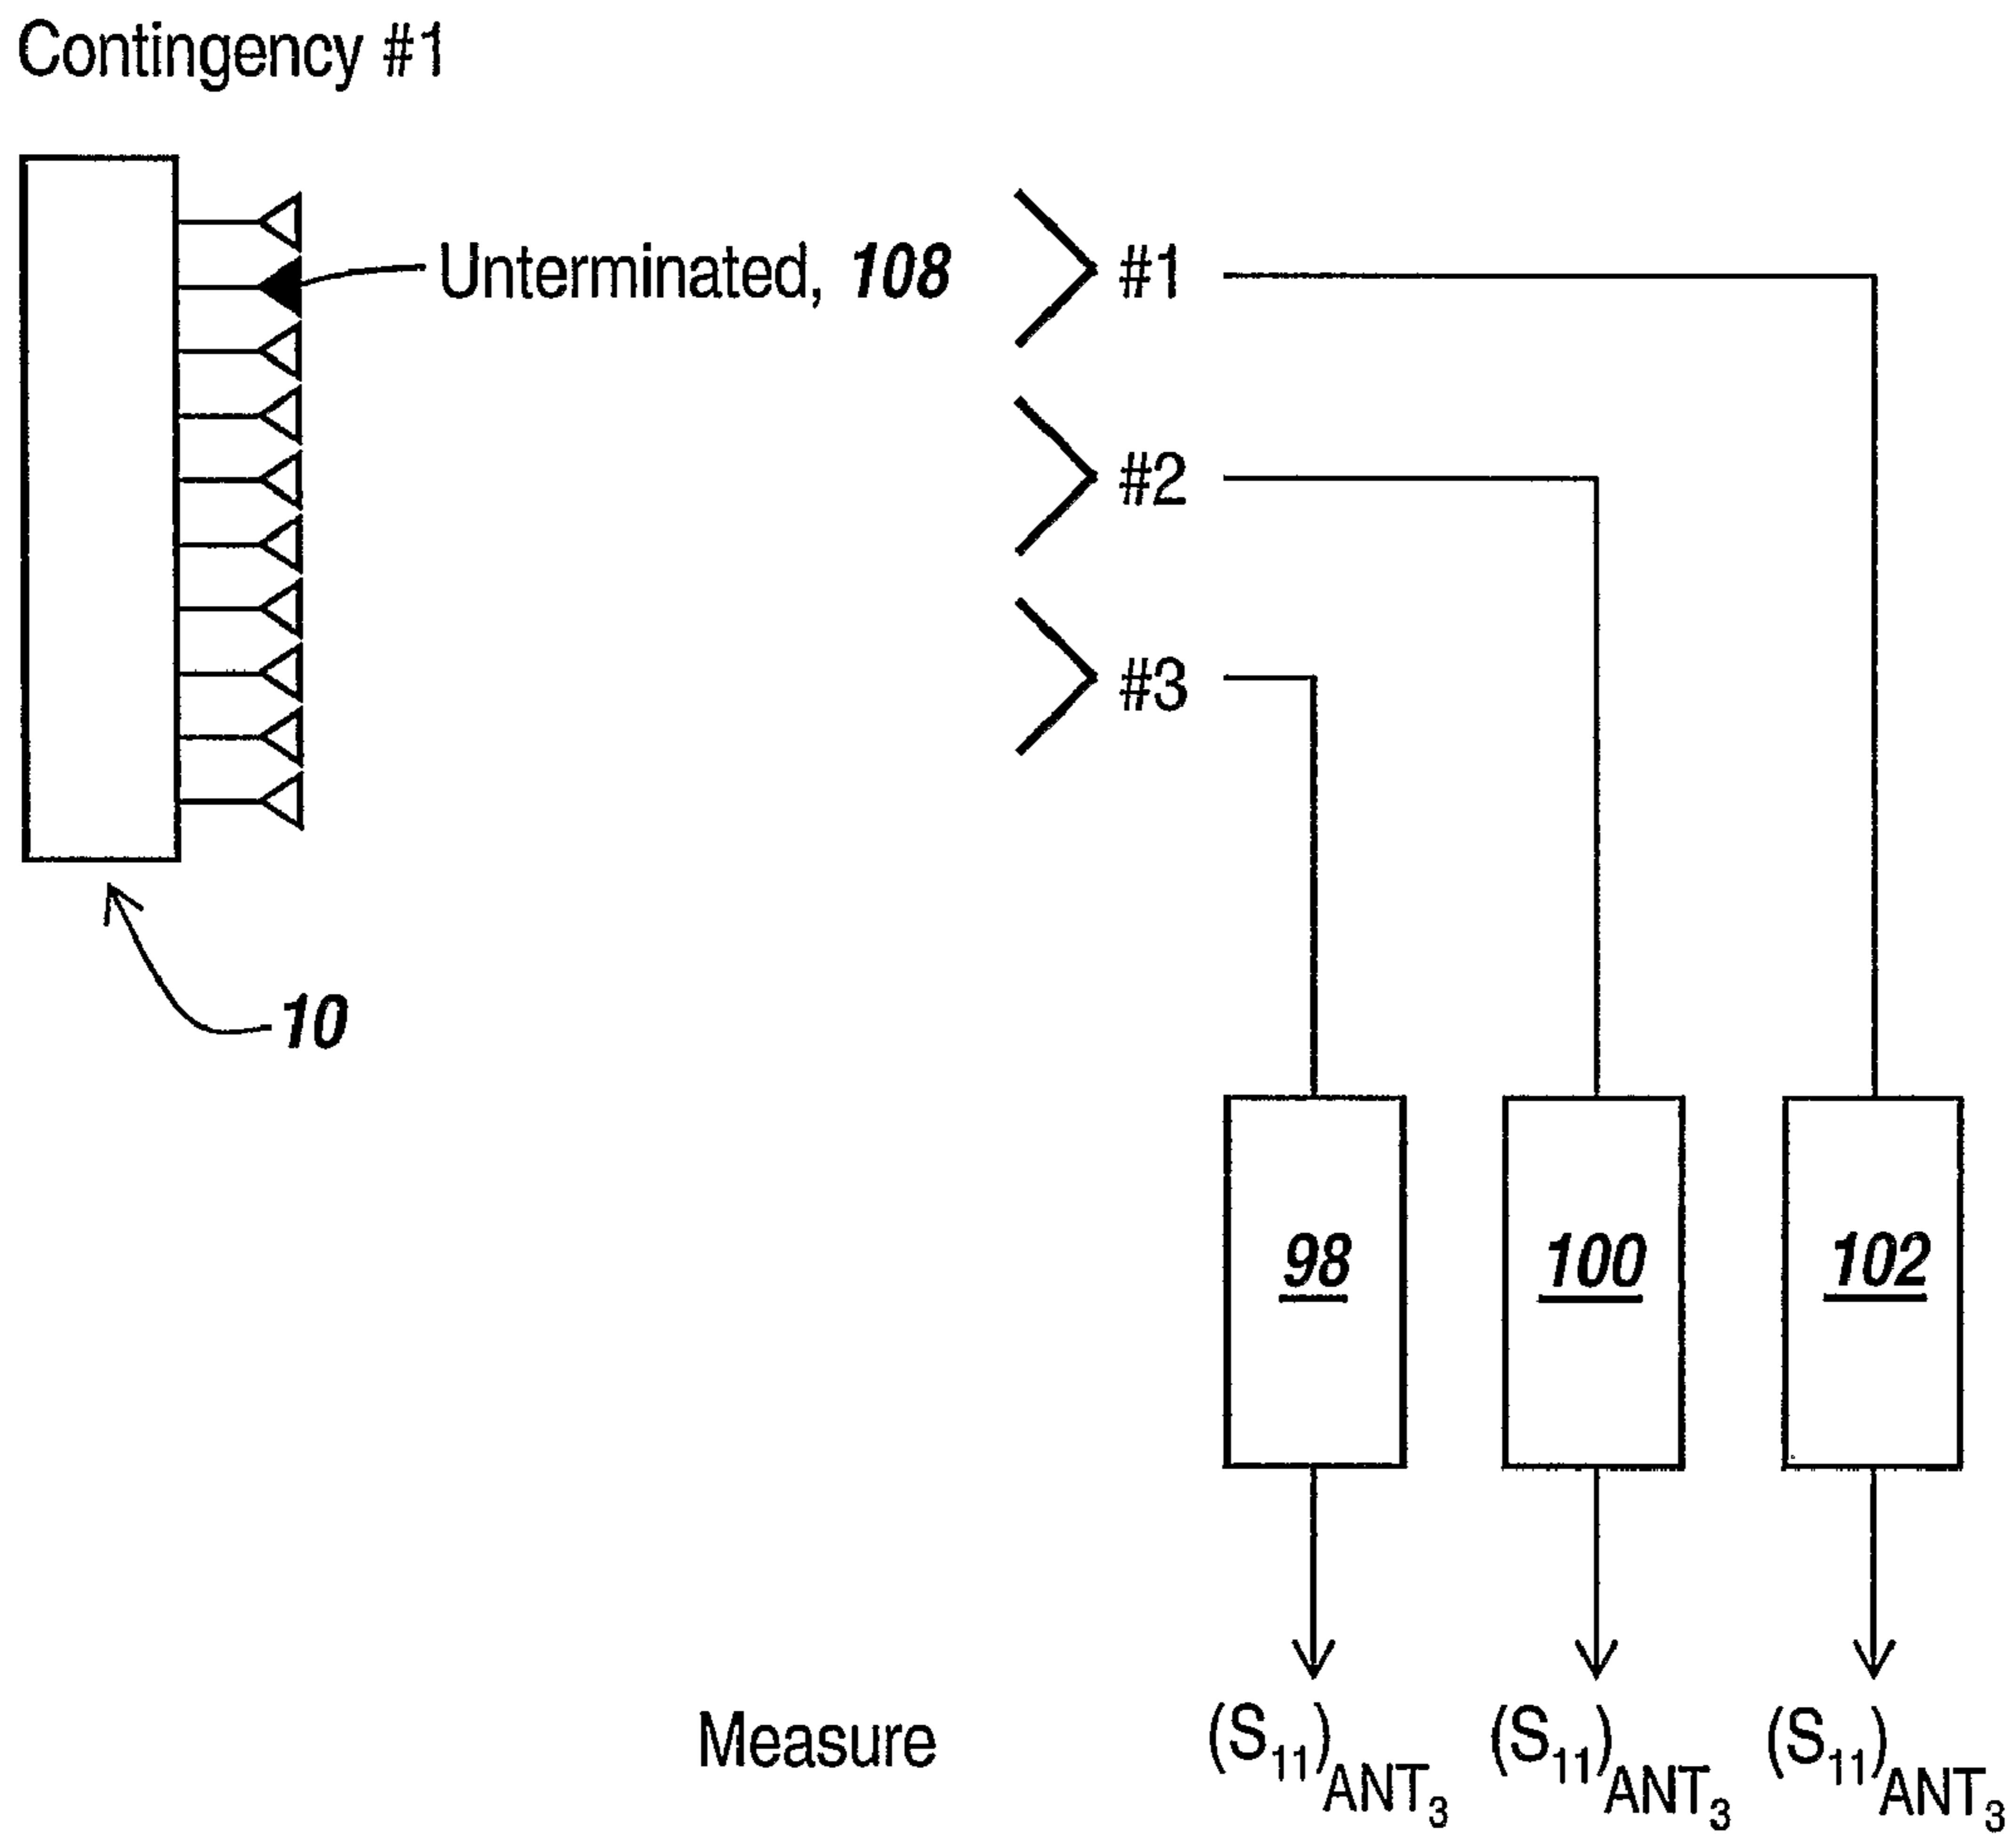 Contingency #1
Unterminated, 108
#1
#2
#3
10
98
100
102
Measure
(S11)ANT3
(S11)ANT3
(S11)ANT3